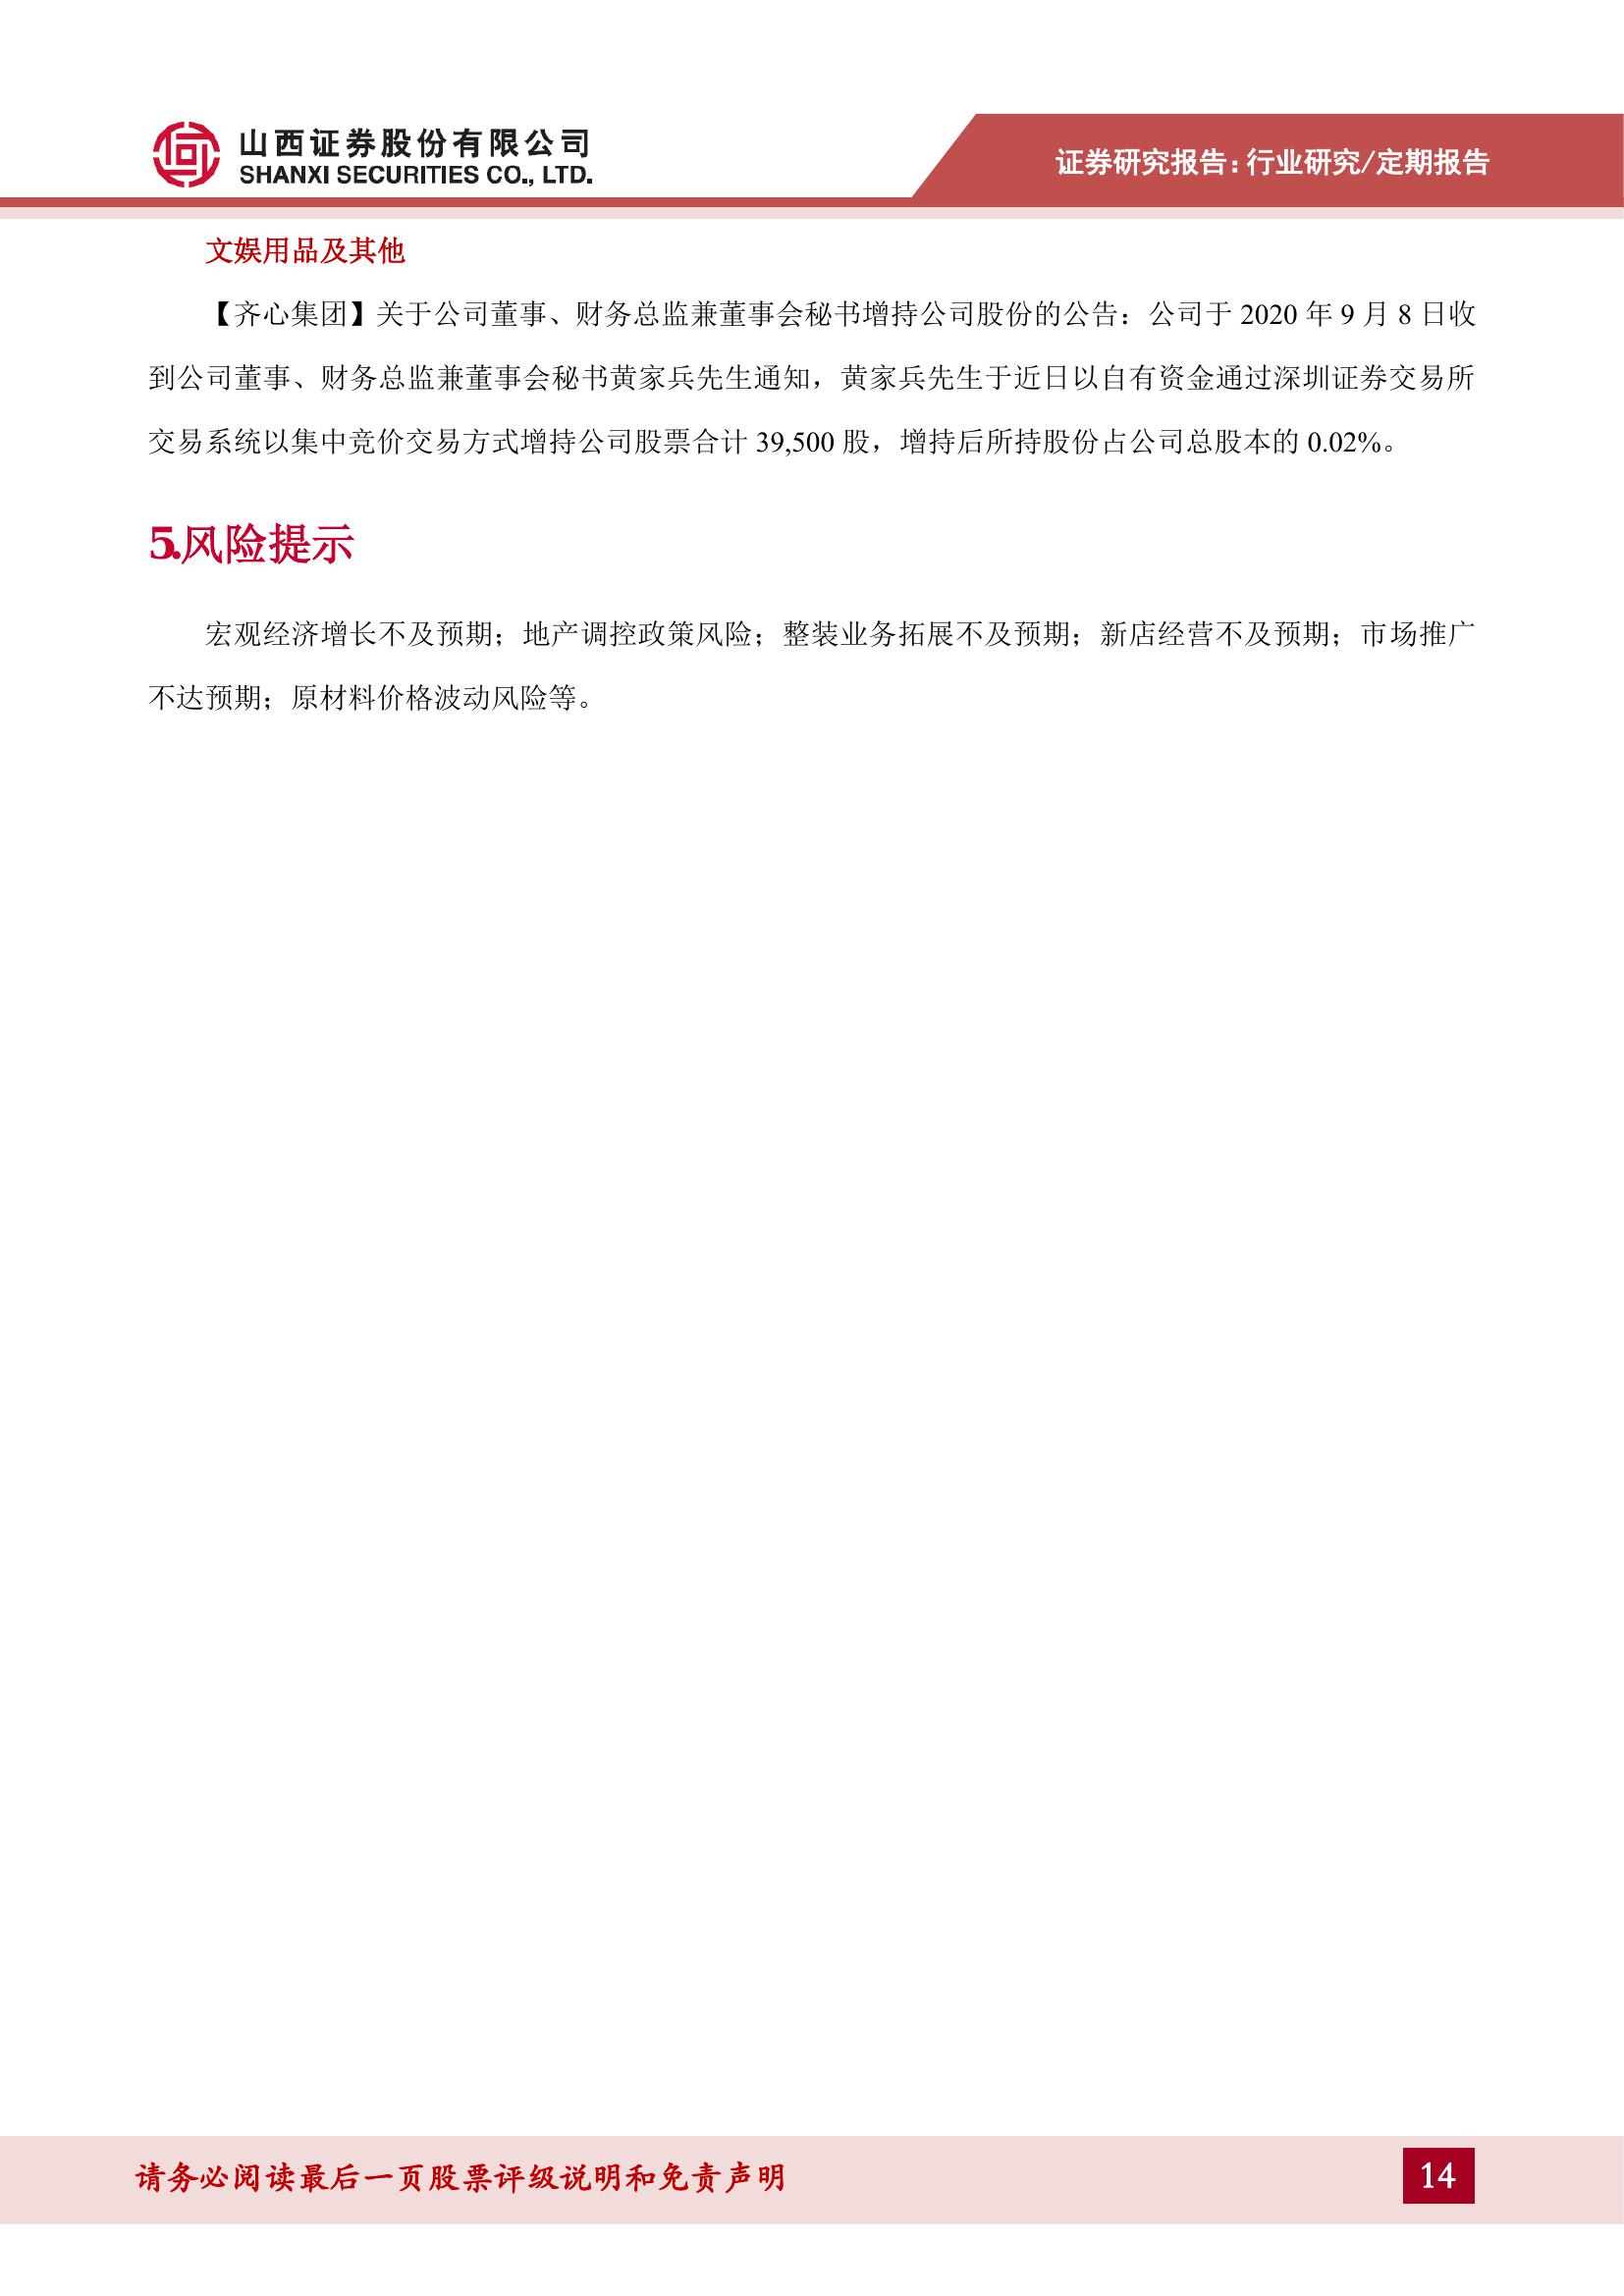 山西证券股份有限公司
SHANXI SECURITIES CO., LTD.
证券研究报告：行业研究/定期报告
文娱用品及其他
【齐心集团】关于公司董事、财务总监兼董事会秘书增持公司股份的公告：公司于 2020 年 9 月 8 日收
到公司董事、财务总监兼董事会秘书黄家兵先生通知，黄家兵先生于近日以自有资金通过深圳证券交易所
交易系统以集中竞价交易方式增持公司股票合计 39,500 股，增持后所持股份占公司总股本的 0.02%。
5.风险提示
宏观经济增长不及预期；地产调控政策风险；整装业务拓展不及预期；新店经营不及预期；市场推广
不达预期；原材料价格波动风险等。
请务必阅读最后一页股票评级说明和免责声明
14